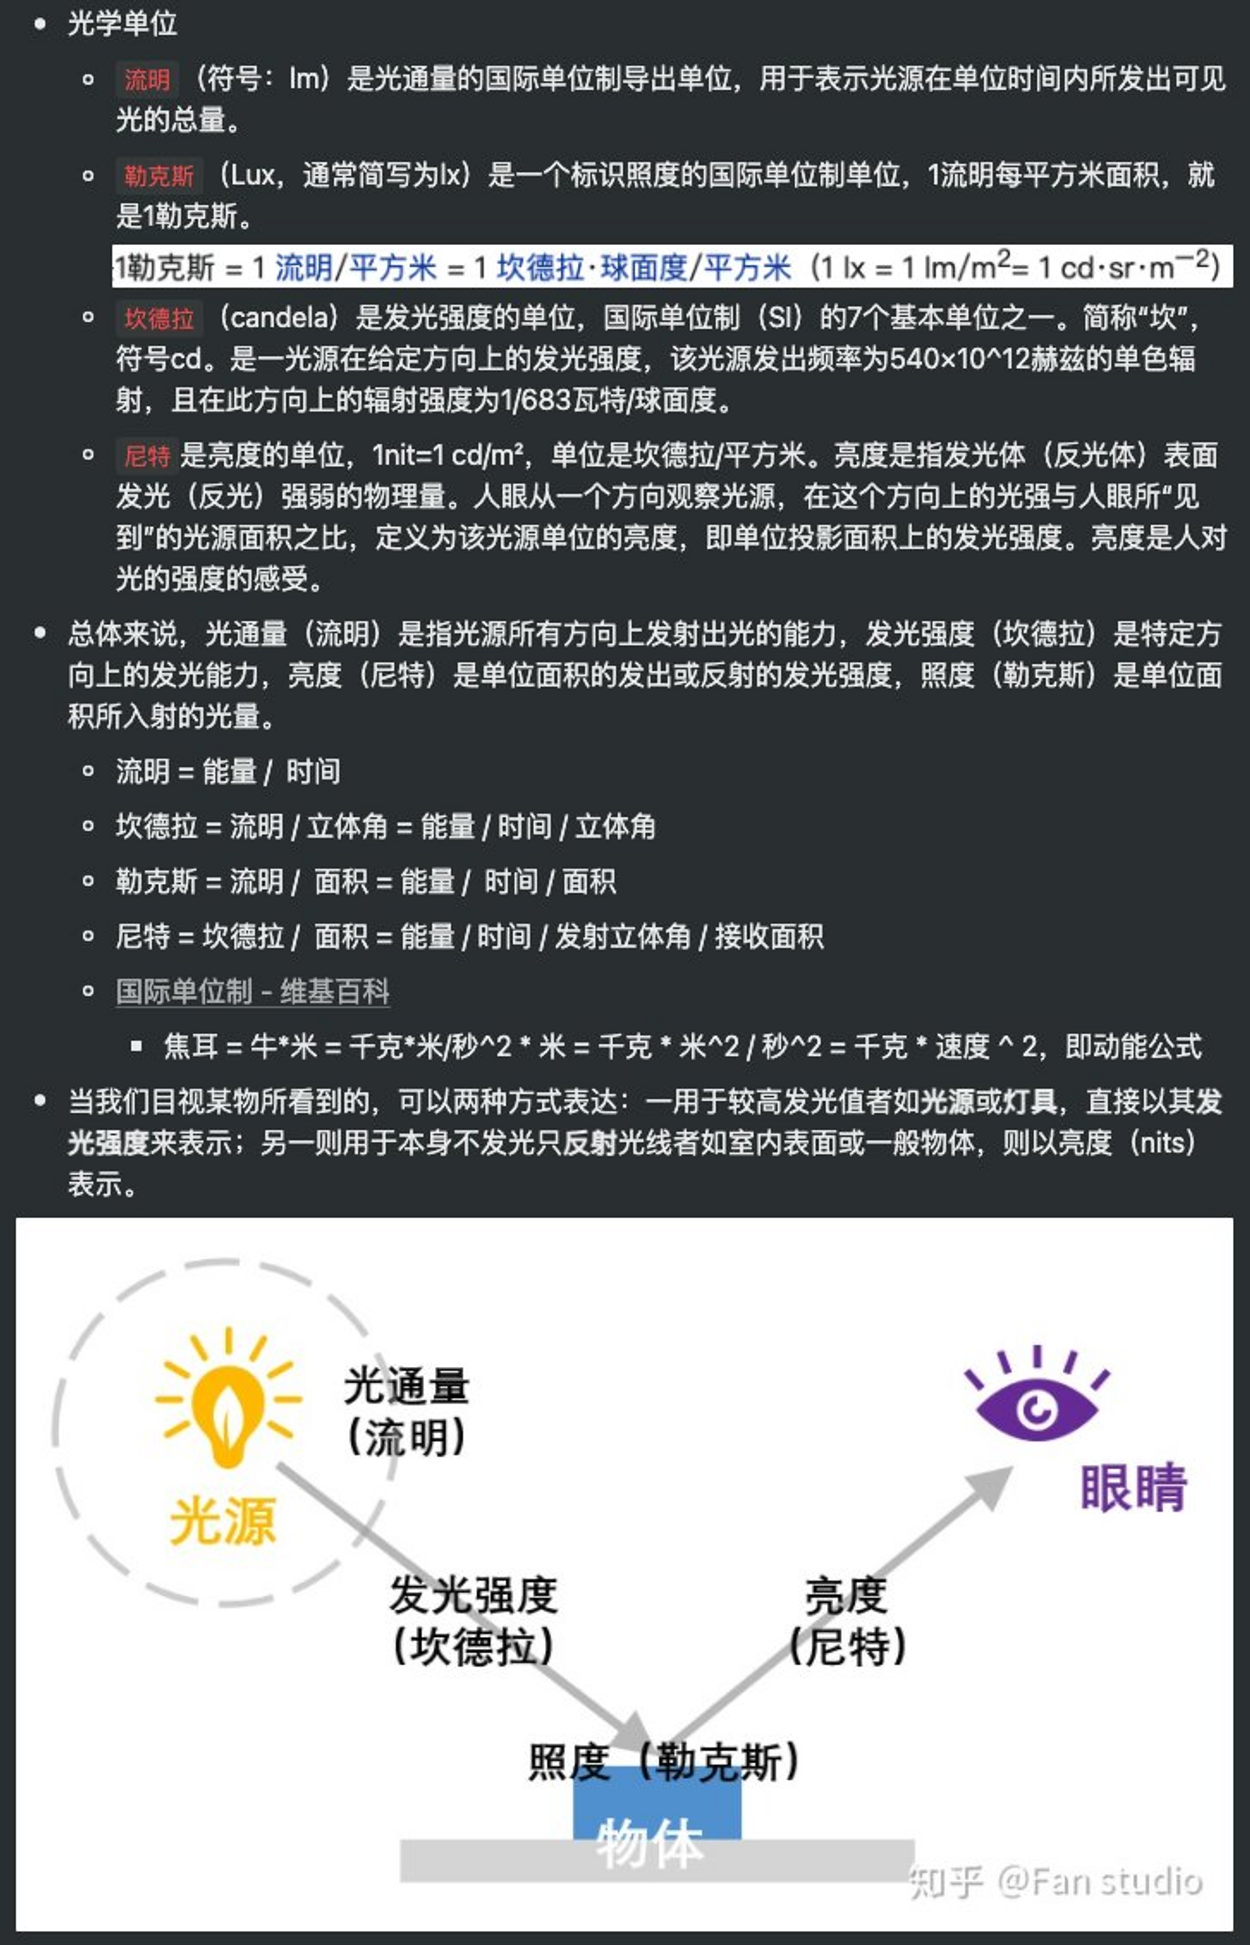 光学单位
流明（符号：lm）是光通量的国际单位制导出单位，用于表示光源在单位时间内所发出可见
光的总量。
勒克斯（Lux，通常简写为lx）是一个标识照度的国际单位制单位，1流明每平方米面积，就
是1勒克斯。
1勒克斯 = 1 流明/平方米 = 1 坎德拉·球面度/平方米（1 lx = 1 lm/m²= 1 cd·sr·m⁻²）
坎德拉（candela）是发光强度的单位，国际单位制（SI）的7个基本单位之一。简称“坎”，
符号cd。是一光源在给定方向上的发光强度，该光源发出频率为540×10^12赫兹的单色辐
射，且在此方向上的辐射强度为1/683瓦特/球面度。
尼特是亮度的单位，1nit=1 cd/m²，单位是坎德拉/平方米。亮度是指发光体（反光体）表面
发光（反光）强弱的物理量。人眼从一个方向观察光源，在这个方向上的光强与人眼所“见
到”的光源面积之比，定义为该光源单位的亮度，即单位投影面积上的发光强度。亮度是人对
光的强度的感受。
总体来说，光通量（流明）是指光源所有方向上发射出光的能力，发光强度（坎德拉）是特定方
向上的发光能力，亮度（尼特）是单位面积的发出或反射的发光强度，照度（勒克斯）是单位面
积所入射的光量。
流明 = 能量 / 时间
坎德拉 = 流明 / 立体角 = 能量 / 时间 / 立体角
勒克斯 = 流明 / 面积 = 能量 / 时间 / 面积
尼特 = 坎德拉 / 面积 = 能量 / 时间 / 发射立体角 / 接收面积
国际单位制 - 维基百科
焦耳 = 牛*米 = 千克*米/秒^2 * 米 = 千克 * 米^2 / 秒^2 = 千克 * 速度 ^ 2，即动能公式
当我们目视某物所看到的，可以两种方式表达：一用于较高发光值者如光源或灯具，直接以其发
光强度来表示；另一则用于本身不发光只反射光线者如室内表面或一般物体，则以亮度（nits）
表示。
光通量
（流明）
光源
眼睛
发光强度
（坎德拉）
亮度
（尼特）
照度（勒克斯）
物体
知乎 @Fan studio